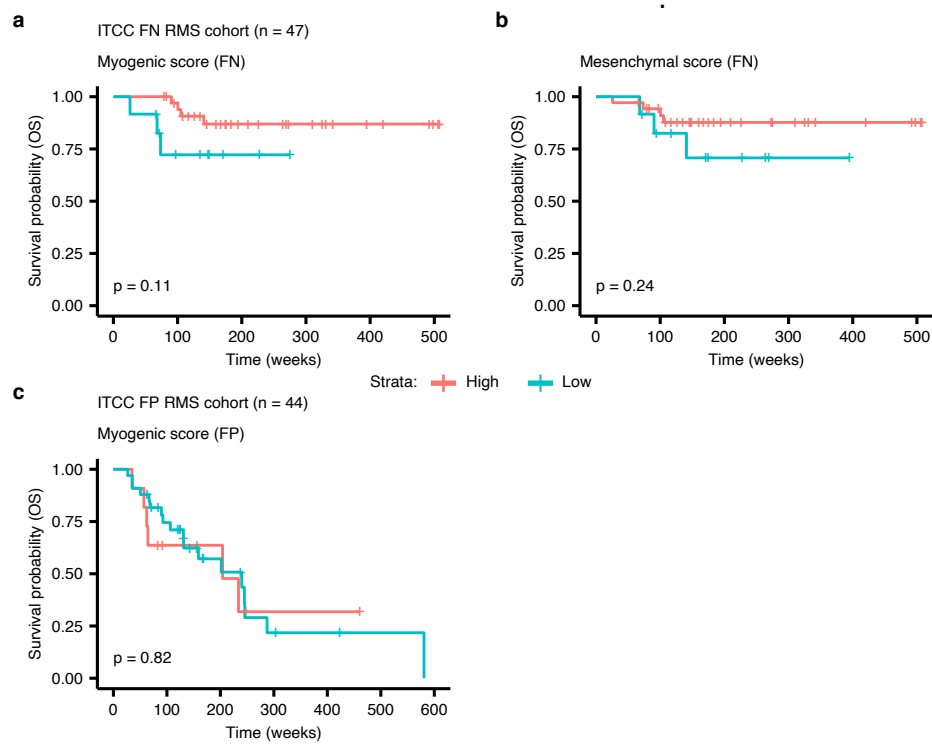 a
ITCC FN RMS cohort (n = 47)
Myogenic score (FN)
Survival probability (OS)
1.00
0.75
0.50
0.25
0.00
p = 0.11
0 100 200 300 400 500
Time (weeks)
b
Mesenchymal score (FN)
Survival probability (OS)
1.00
0.75
0.50
0.25
0.00
p = 0.24
0 100 200 300 400 500
Time (weeks)
Strata: High Low
c
ITCC FP RMS cohort (n = 44)
Myogenic score (FP)
Survival probability (OS)
1.00
0.75
0.50
0.25
0.00
p = 0.82
0 100 200 300 400 500 600
Time (weeks)